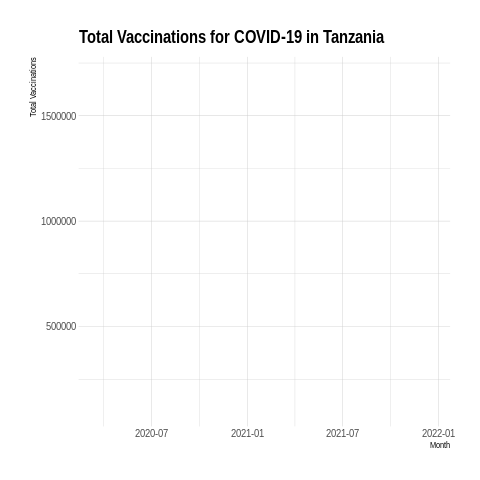 Total Vaccinations for COVID-19 in Tanzania
Total Vaccinations
1500000
1000000
500000
2020-07 2021-01 2021-07 2022-01
Month